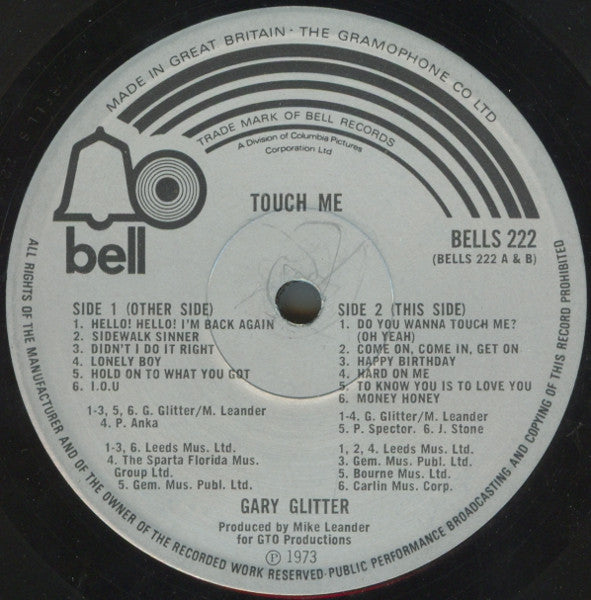 MADE IN GREAT BRITAIN · THE GRAMOPHONE CO LTD
TRADE MARK OF BELL RECORDS
A Division of Columbia Pictures
Corporation Ltd
bell
TOUCH ME
BELLS 222
(BELLS 222 A & B)
SIDE 1 (OTHER SIDE)
1. HELLO! HELLO! I'M BACK AGAIN
2. SIDEWALK SINNER
3. DIDN'T I DO IT RIGHT
4. LONELY BOY
5. HOLD ON TO WHAT YOU GOT
6. I.O.U
1-3, 5, 6. G. Glitter/M. Leander
4. P. Anka
1-3, 6. Leeds Mus. Ltd.
4. The Sparta Florida Mus.
Group Ltd.
5. Gem. Mus. Publ. Ltd.
SIDE 2 (THIS SIDE)
1. DO YOU WANNA TOUCH ME?
(OH YEAH)
2. COME ON, COME IN, GET ON
3. HAPPY BIRTHDAY
4. HARD ON ME
5. TO KNOW YOU IS TO LOVE YOU
6. MONEY HONEY
1-4. G. Glitter/M. Leander
5. P. Spector. 6. J. Stone
1, 2, 4. Leeds Mus. Ltd.
3. Gem. Mus. Publ. Ltd.
5. Bourne Mus. Ltd.
6. Carlin Mus. Corp.
GARY GLITTER
Produced by Mike Leander
for GTO Productions
℗ 1973
ALL RIGHTS OF THE MANUFACTURER AND OF THE OWNER OF THE RECORDED WORK RESERVED·PUBLIC PERFORMANCE BROADCASTING AND COPYING OF THIS RECORD PROHIBITED